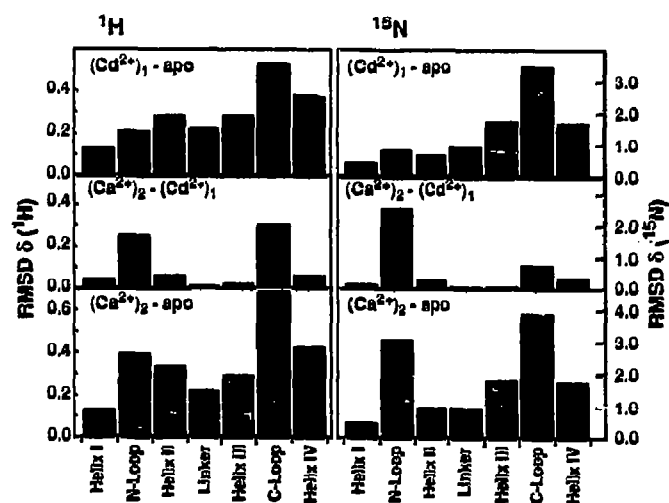 ¹H
¹⁵N
(Cd²⁺)₁ - apo
(Cd²⁺)₁ - apo
0.4
0.2
0.0
3.0
2.0
1.0
0.0
(Ca²⁺)₂ - (Cd²⁺)₁
(Ca²⁺)₂ - (Cd²⁺)₁
0.4
0.2
0.0
2.0
1.0
0.0
(Ca²⁺)₂ - apo
(Ca²⁺)₂ - apo
0.6
0.4
0.2
0.0
4.0
3.0
2.0
1.0
0.0
RMSD δ (¹H)
RMSD δ (¹⁵N)
Helix I
N-Loop
Helix II
Linker
Helix III
C-Loop
Helix IV
Helix I
N-Loop
Helix II
Linker
Helix III
C-Loop
Helix IV